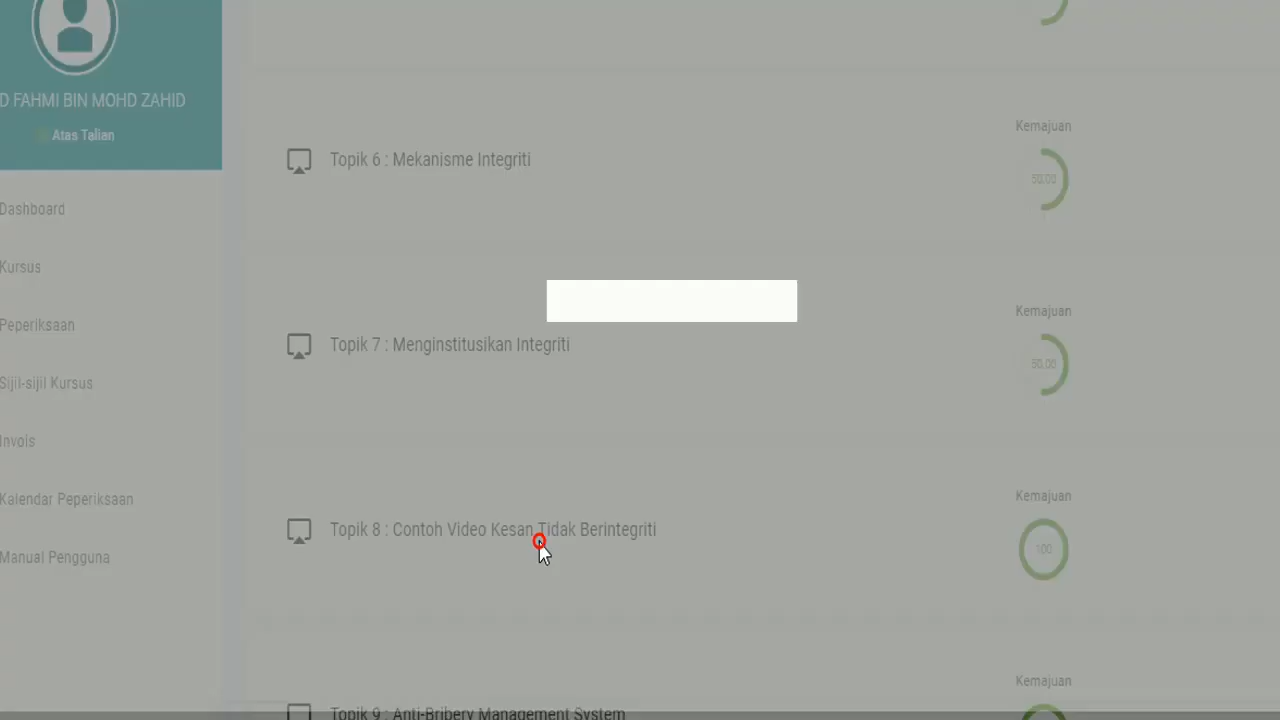 D FAHMI BIN MOHD ZAHID
Atas Talian
Dashboard
Kursus
Peperiksaan
Sijil-sijil Kursus
Invois
Kalendar Peperiksaan
Manual Pengguna
Kemajuan
Topik 6 : Mekanisme Integriti
50.00
Kemajuan
Topik 7 : Menginstitusikan Integriti
50.00
Kemajuan
Topik 8 : Contoh Video Kesan Tidak Berintegriti
100
Kemajuan
Topik 9 : Anti-Bribery Management System